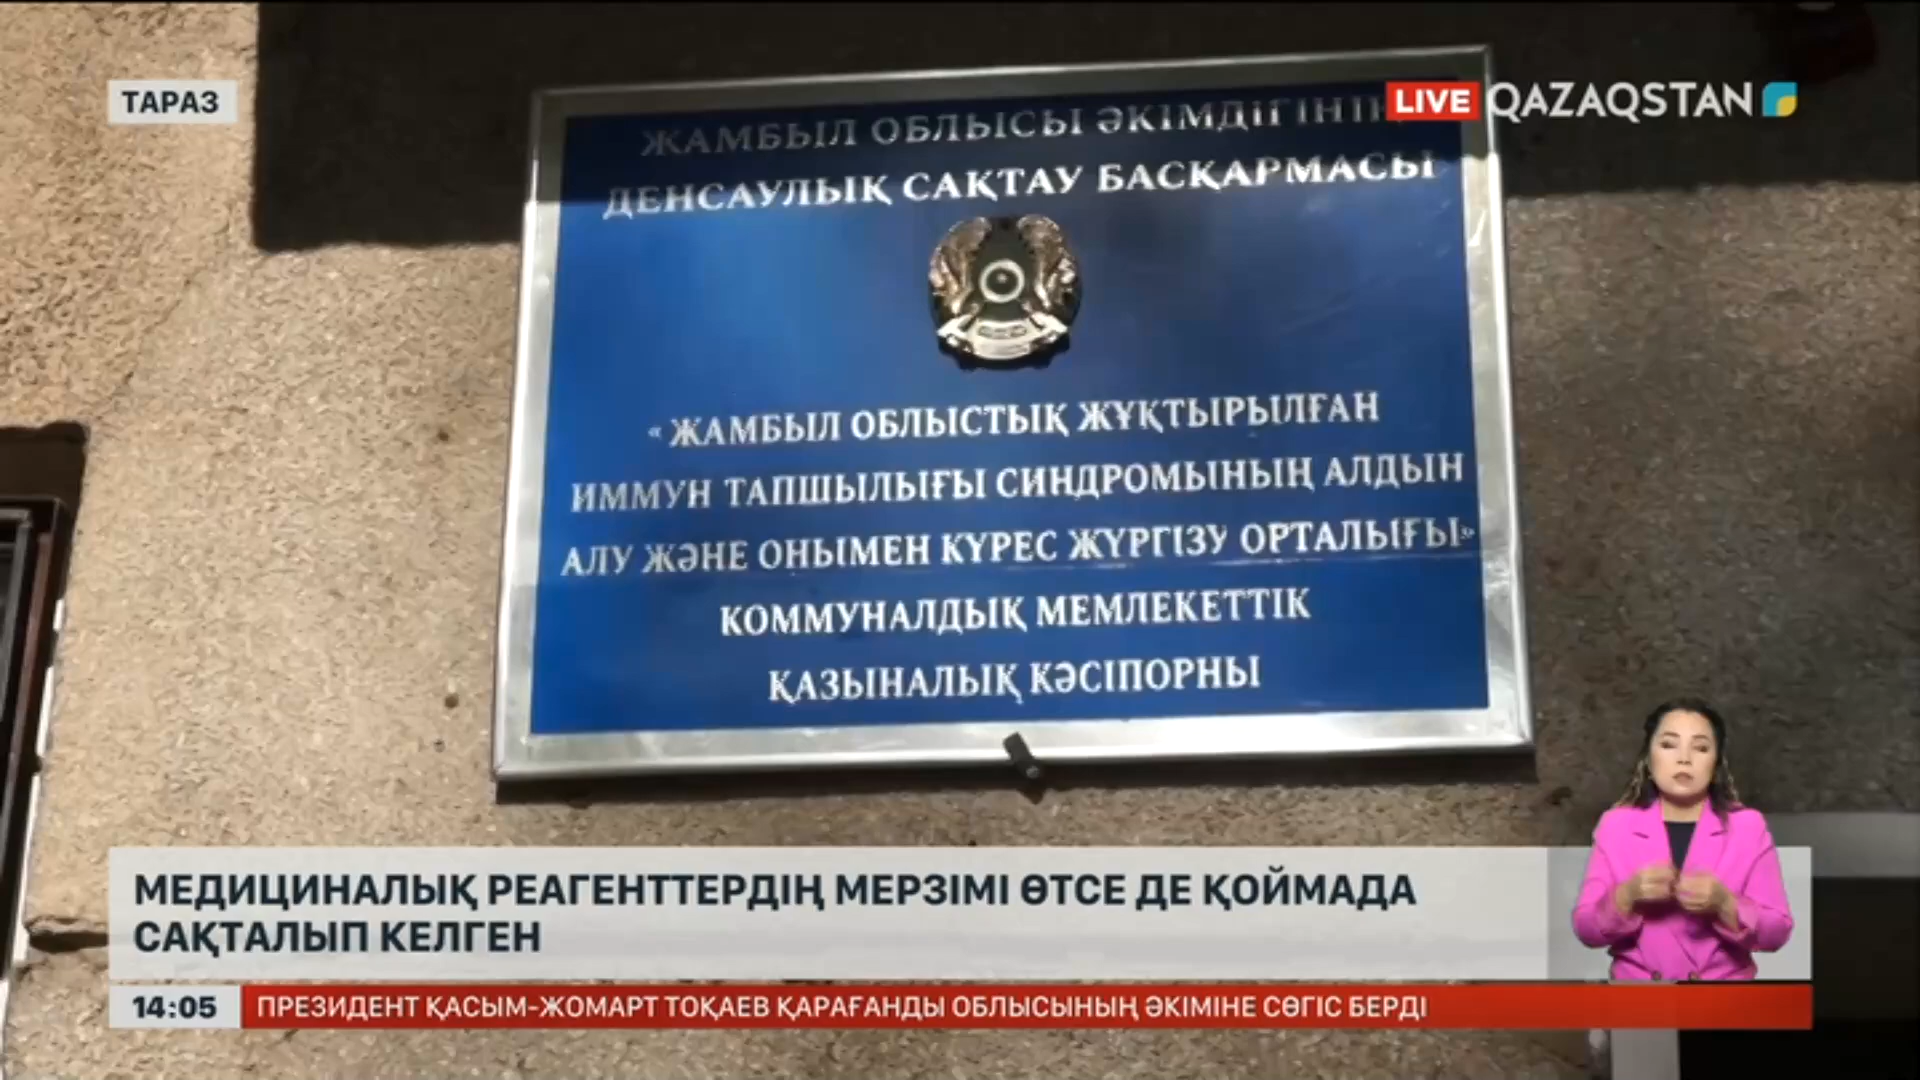 ТАРАЗ
LIVE QAZAQSTAN
ЖАМБЫЛ ОБЛЫСЫ ӘКІМДІГІНІҢ
ДЕНСАУЛЫҚ САҚТАУ БАСҚАРМАСЫ
«ЖАМБЫЛ ОБЛЫСТЫҚ ЖҰҚТЫРЫЛҒАН
ИММУН ТАПШЫЛЫҒЫ СИНДРОМЫНЫҢ АЛДЫН
АЛУ ЖӘНЕ ОНЫМЕН КҮРЕС ЖҮРГІЗУ ОРТАЛЫҒЫ»
КОММУНАЛДЫҚ МЕМЛЕКЕТТІК
ҚАЗЫНАЛЫҚ КӘСІПОРНЫ
МЕДИЦИНАЛЫҚ РЕАГЕНТТЕРДІҢ МЕРЗІМІ ӨТСЕ ДЕ ҚОЙМАДА
САҚТАЛЫП КЕЛГЕН
14:05 ПРЕЗИДЕНТ ҚАСЫМ-ЖОМАРТ ТОҚАЕВ ҚАРАҒАНДЫ ОБЛЫСЫНЫҢ ӘКІМІНЕ СӨГІС БЕРДІ